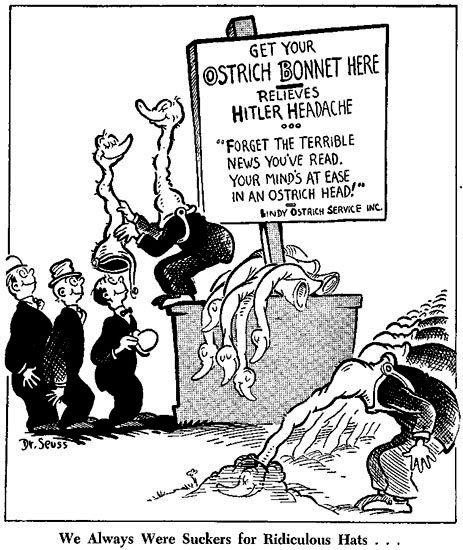 GET YOUR
OSTRICH BONNET HERE
RELIEVES
HITLER HEADACHE
"FORGET THE TERRIBLE
NEWS YOU'VE READ.
YOUR MIND'S AT EASE
IN AN OSTRICH HEAD!"
LINDY OSTRICH SERVICE INC.
Dr. Seuss
We Always Were Suckers for Ridiculous Hats . . .